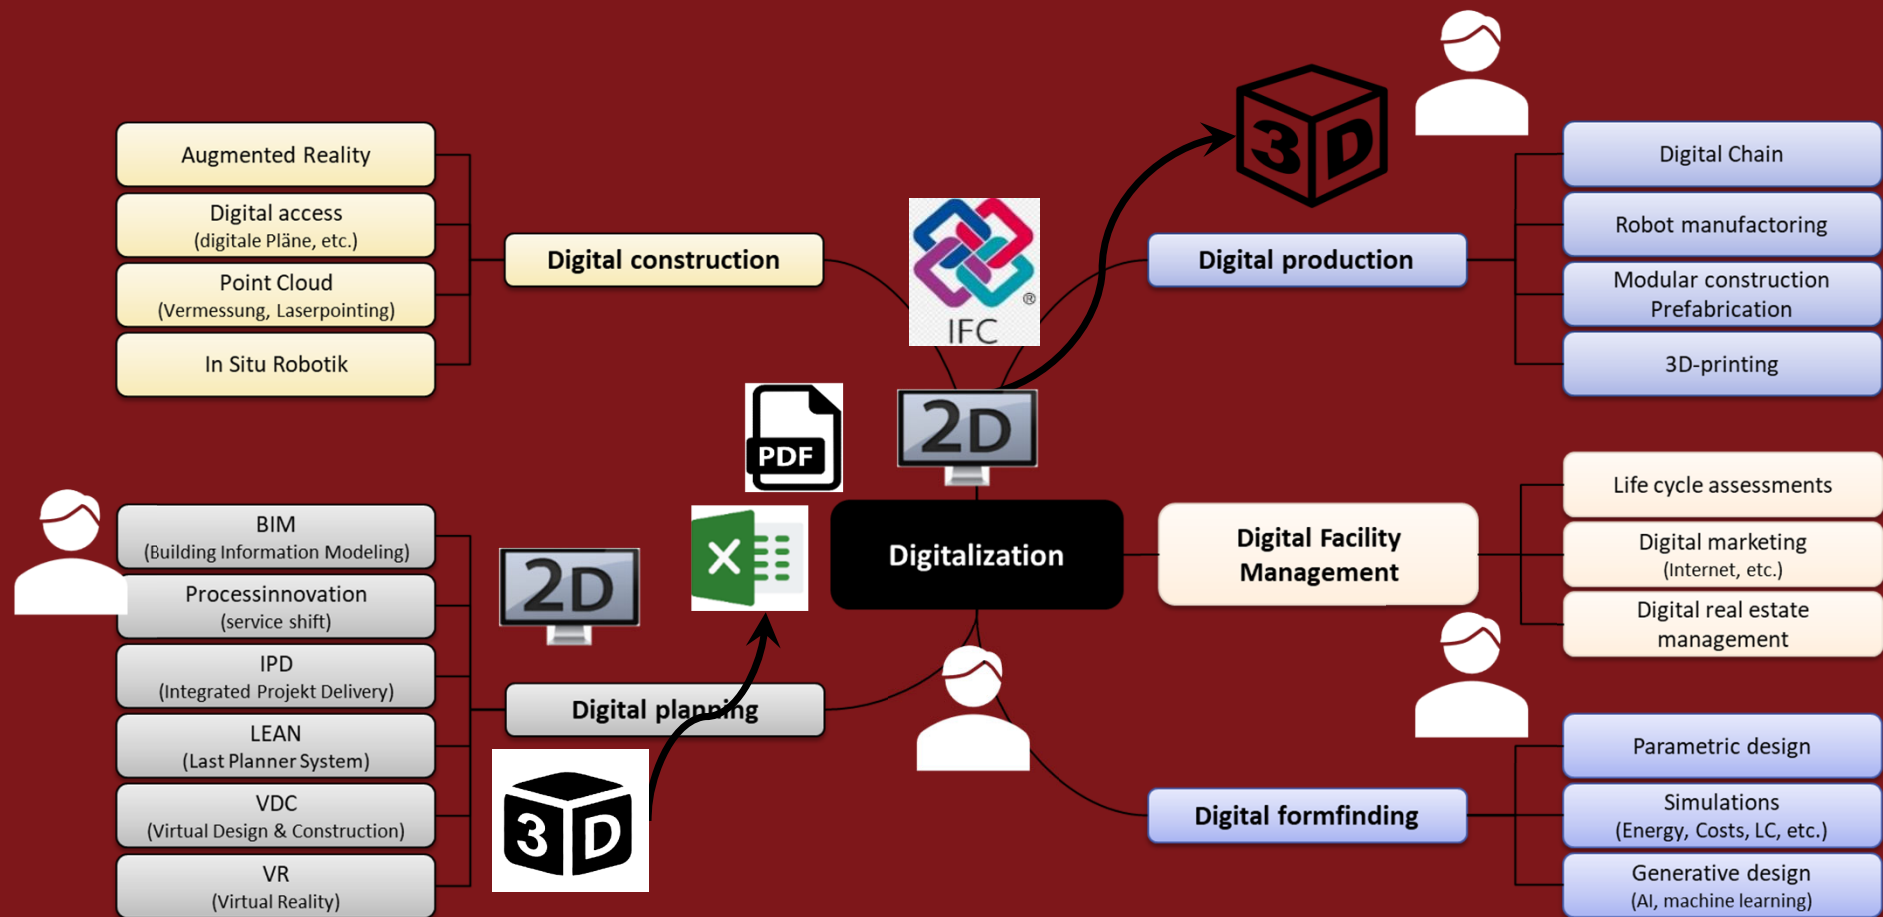 Augmented Reality
Digital access
(digitale Pläne, etc.)
Point Cloud
(Vermessung, Laserpointing)
In Situ Robotik
Digital construction
IFC
®
3D
Digital production
Digital Chain
Robot manufactoring
Modular construction
Prefabrication
3D-printing
2D
PDF
X
Digitalization
Digital Facility
Management
Life cycle assessments
Digital marketing
(Internet, etc.)
Digital real estate
management
BIM
(Building Information Modeling)
Processinnovation
(service shift)
IPD
(Integrated Projekt Delivery)
LEAN
(Last Planner System)
VDC
(Virtual Design & Construction)
VR
(Virtual Reality)
2D
Digital planning
3D
Digital formfinding
Parametric design
Simulations
(Energy, Costs, LC, etc.)
Generative design
(AI, machine learning)